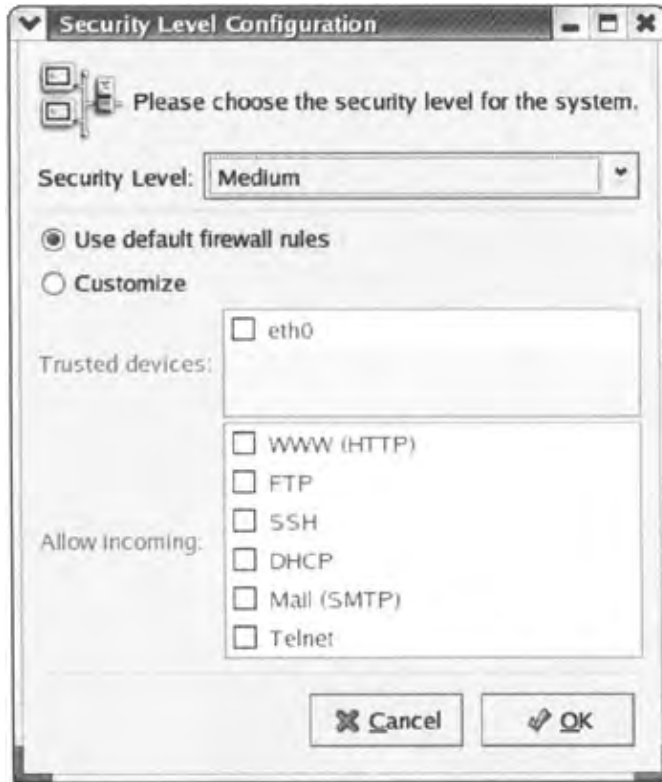 Security Level Configuration
Please choose the security level for the system.
Security Level: Medium
Use default firewall rules
Customize
Trusted devices:
eth0
Allow incoming:
WWW (HTTP)
FTP
SSH
DHCP
Mail (SMTP)
Telnet
Cancel
OK